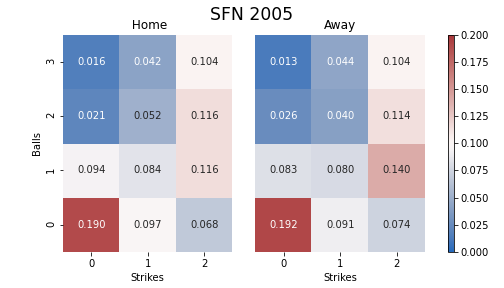 SFN 2005
Home
Away
3
0.016 0.042 0.104
0.013 0.044 0.104
2
0.021 0.052 0.116
0.026 0.040 0.114
1
0.094 0.084 0.116
0.083 0.080 0.140
0
0.190 0.097 0.068
0.192 0.091 0.074
Balls
0 1 2
0 1 2
Strikes
Strikes
0.200
0.175
0.150
0.125
0.100
0.075
0.050
0.025
0.000